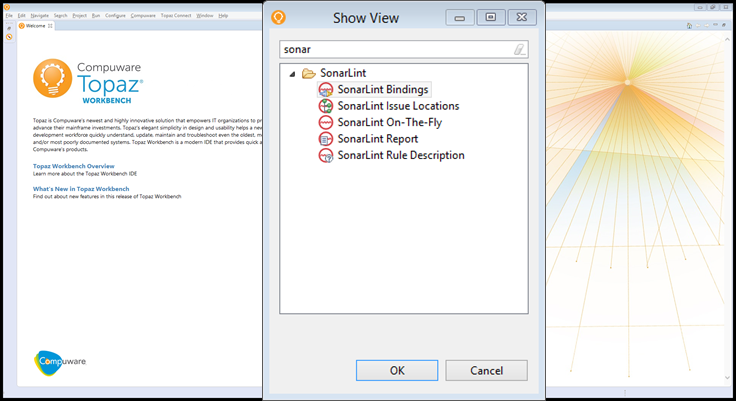 Edit Navigate Search Project Run Configure Compuware Topaz Connect Window Help
Welcome
Compuware
Topaz®
WORKBENCH
Topaz is Compuware's newest and highly innovative solution that empowers IT organizations to pr
advance their mainframe investments. Topaz's elegant simplicity in design and usability helps a new
development workforce quickly understand, update, maintain and troubleshoot even the oldest, m
and/or most poorly documented systems. Topaz Workbench is a modern IDE that provides quick a
Compuware's products.
Topaz Workbench Overview
Learn more about the Topaz Workbench IDE
What's New in Topaz Workbench
Find out about new features in this release of Topaz Workbench
Compuware
Show View
sonar
SonarLint
SonarLint Bindings
SonarLint Issue Locations
SonarLint On-The-Fly
SonarLint Report
SonarLint Rule Description
OK
Cancel